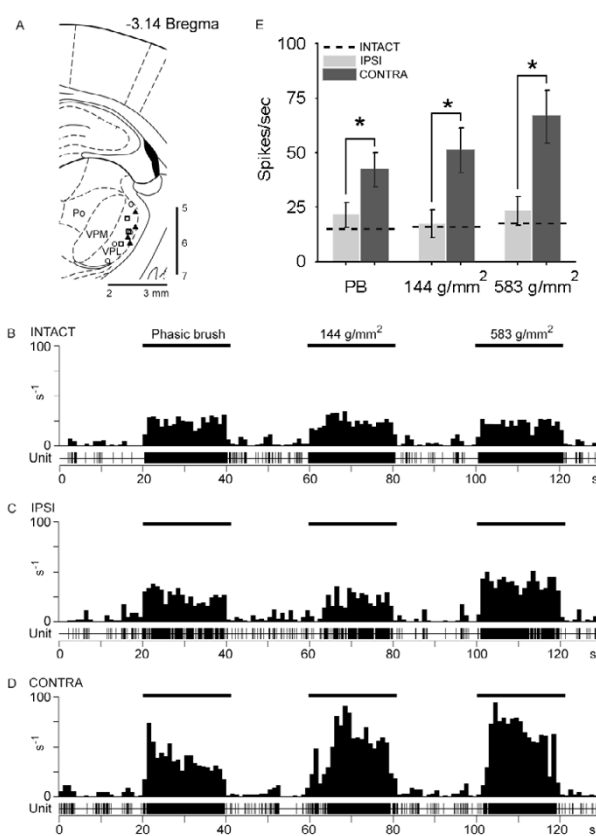 A
-3.14 Bregma
Po
VPM
VPL
5
6
7
2 3 mm
E
100
75
50
25
0
Spikes/sec
INTACT
IPSI
CONTRA
*
*
*
PB 144 g/mm² 583 g/mm²
B INTACT
Phasic brush 144 g/mm² 583 g/mm²
100
s⁻¹
0
Unit
0 20 40 60 80 100 120 s
C IPSI
100
s⁻¹
0
Unit
0 20 40 60 80 100 120 s
D CONTRA
100
s⁻¹
0
Unit
0 20 40 60 80 100 120 s